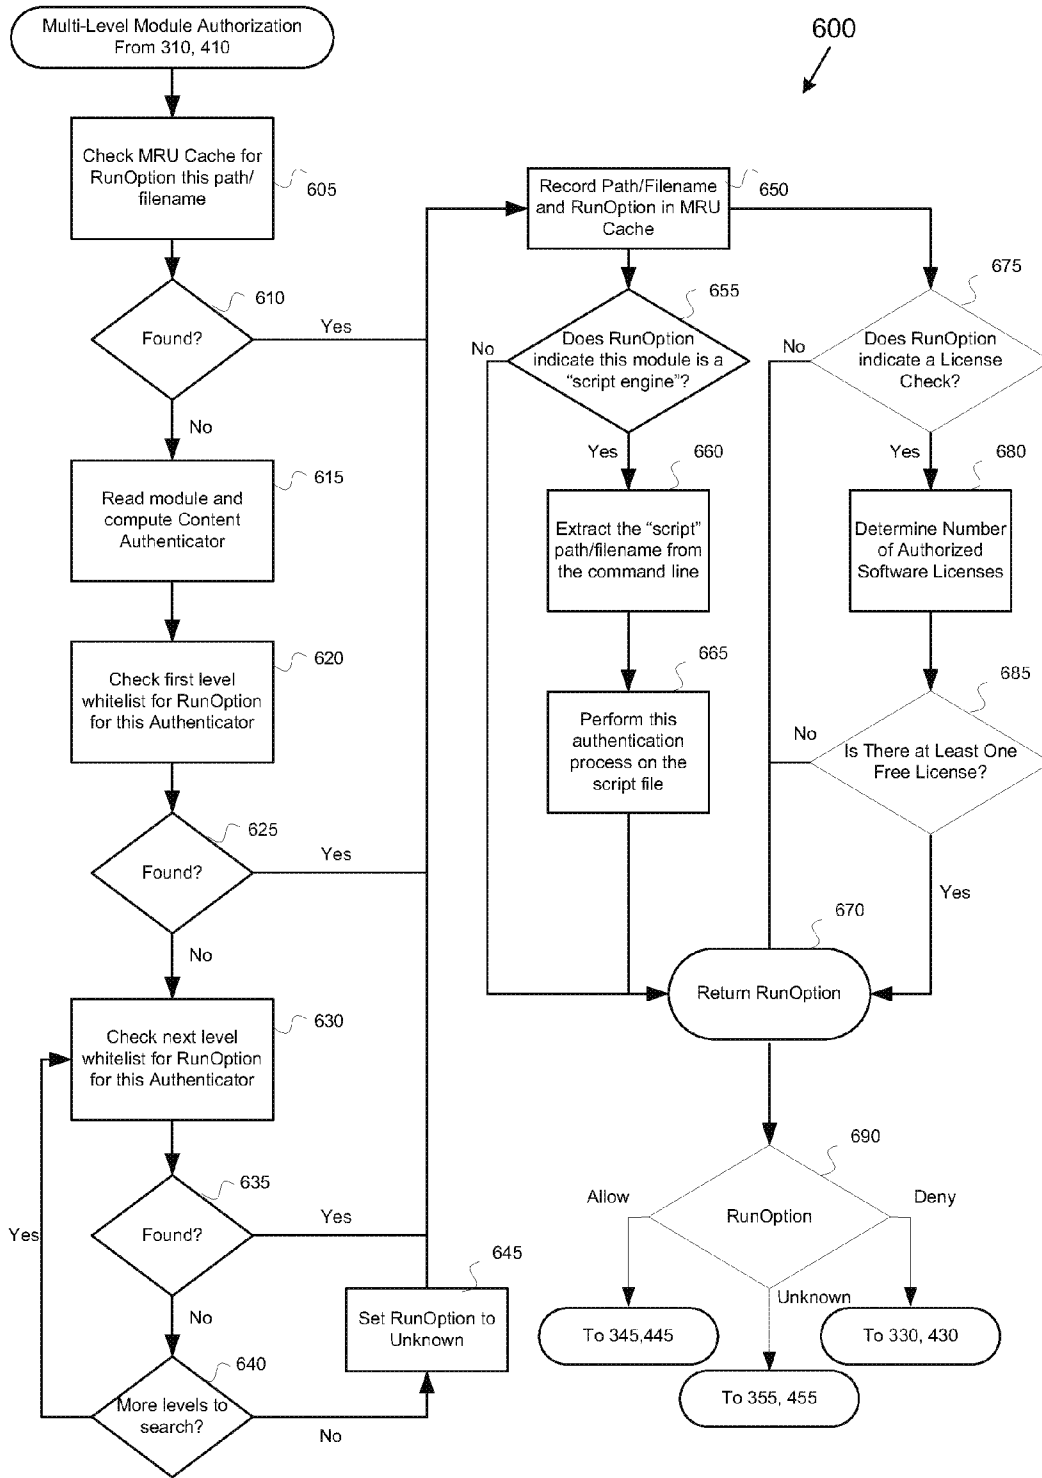 Multi-Level Module Authorization
From 310, 410
600
Check MRU Cache for
RunOption this path/
filename
605
610
Found?
Yes
No
Read module and
compute Content
Authenticator
615
Check first level
whitelist for RunOption
for this Authenticator
620
625
Found?
Yes
No
Check next level
whitelist for RunOption
for this Authenticator
630
635
Found?
Yes
Yes
No
640
More levels to
search?
No
645
Set RunOption to
Unknown
Record Path/Filename
and RunOption in MRU
Cache
650
655
Does RunOption
indicate this module is a
“script engine”?
No
Yes
660
Extract the “script”
path/filename from
the command line
665
Perform this
authentication
process on the
script file
675
Does RunOption
indicate a License
Check?
No
Yes
680
Determine Number
of Authorized
Software Licenses
685
Is There at Least One
Free License?
No
Yes
670
Return RunOption
690
RunOption
Allow
Deny
Unknown
To 345,445
To 330, 430
To 355, 455